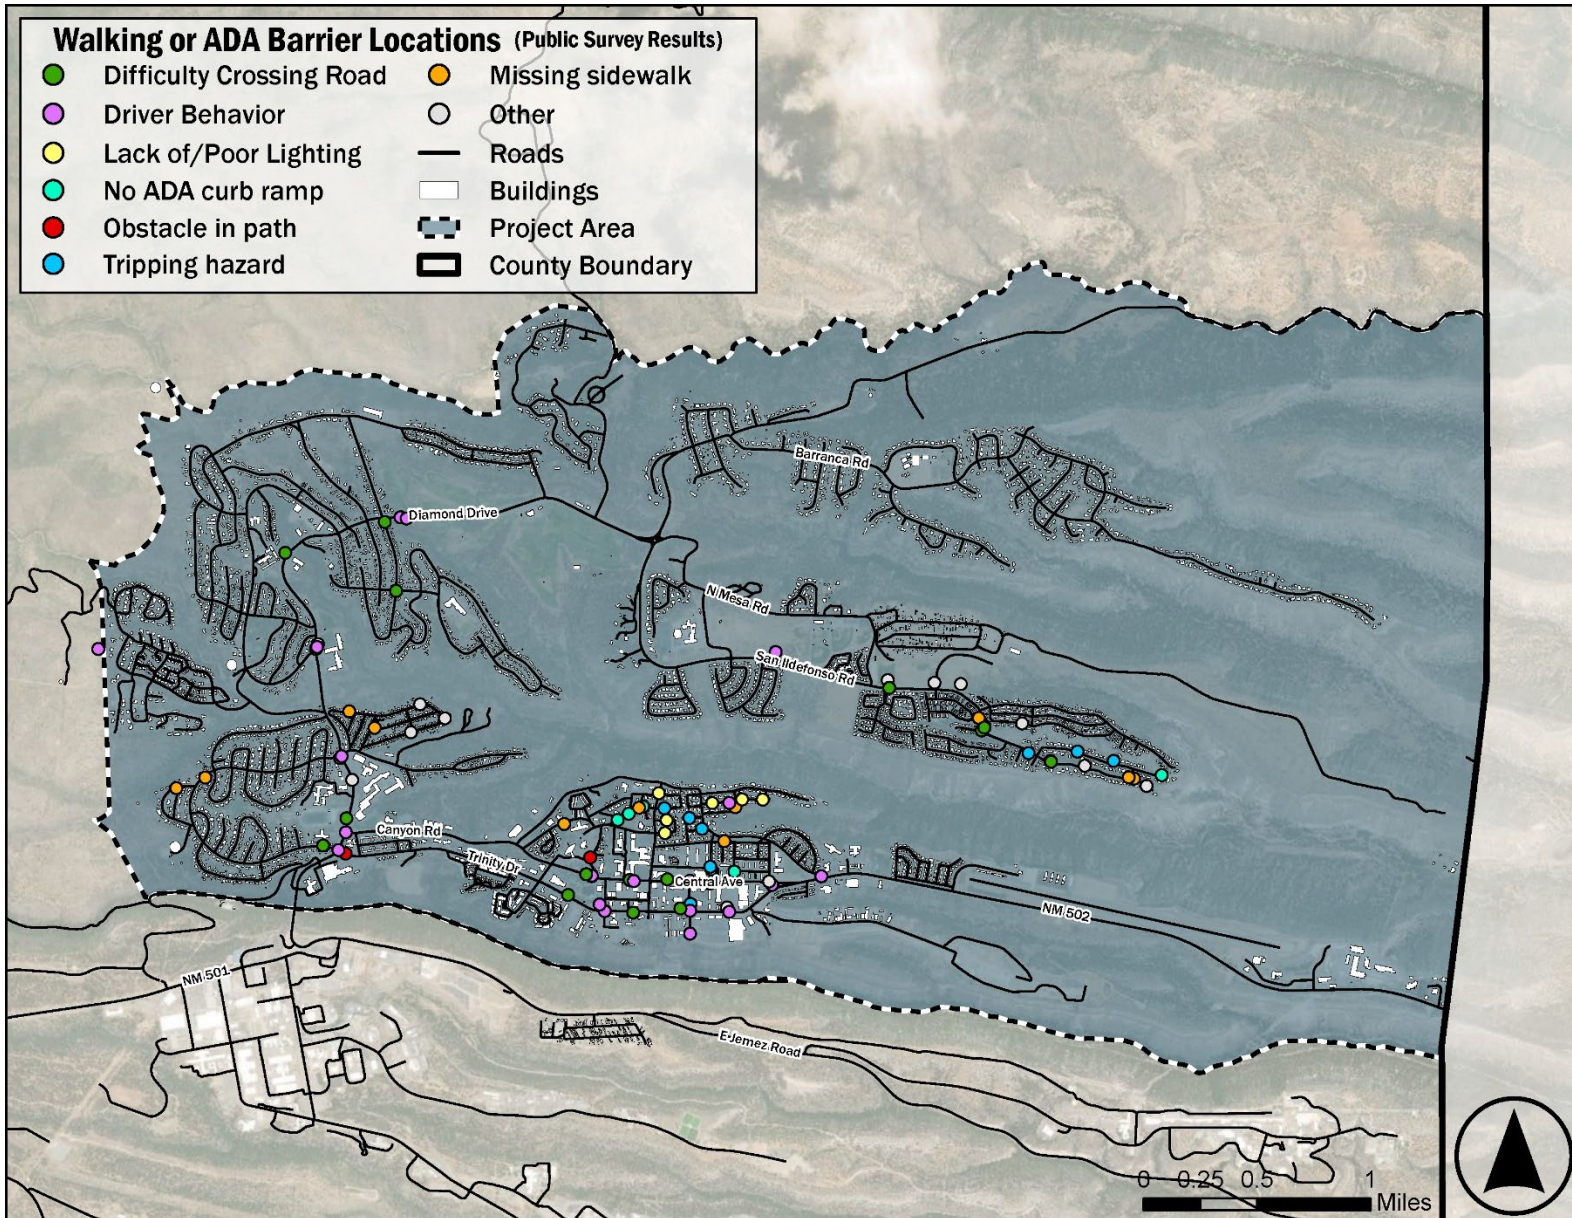 Walking or ADA Barrier Locations (Public Survey Results)
Difficulty Crossing Road
Missing sidewalk
Driver Behavior
Other
Lack of/Poor Lighting
Roads
No ADA curb ramp
Buildings
Obstacle in path
Project Area
Tripping hazard
County Boundary
Barranca Rd
Diamond Drive
N Mesa Rd
San Ildefonso Rd
Canyon Rd
Trinity Dr
Central Ave
NM 502
NM 501
E Jemez Road
0 0.25 0.5 1
Miles